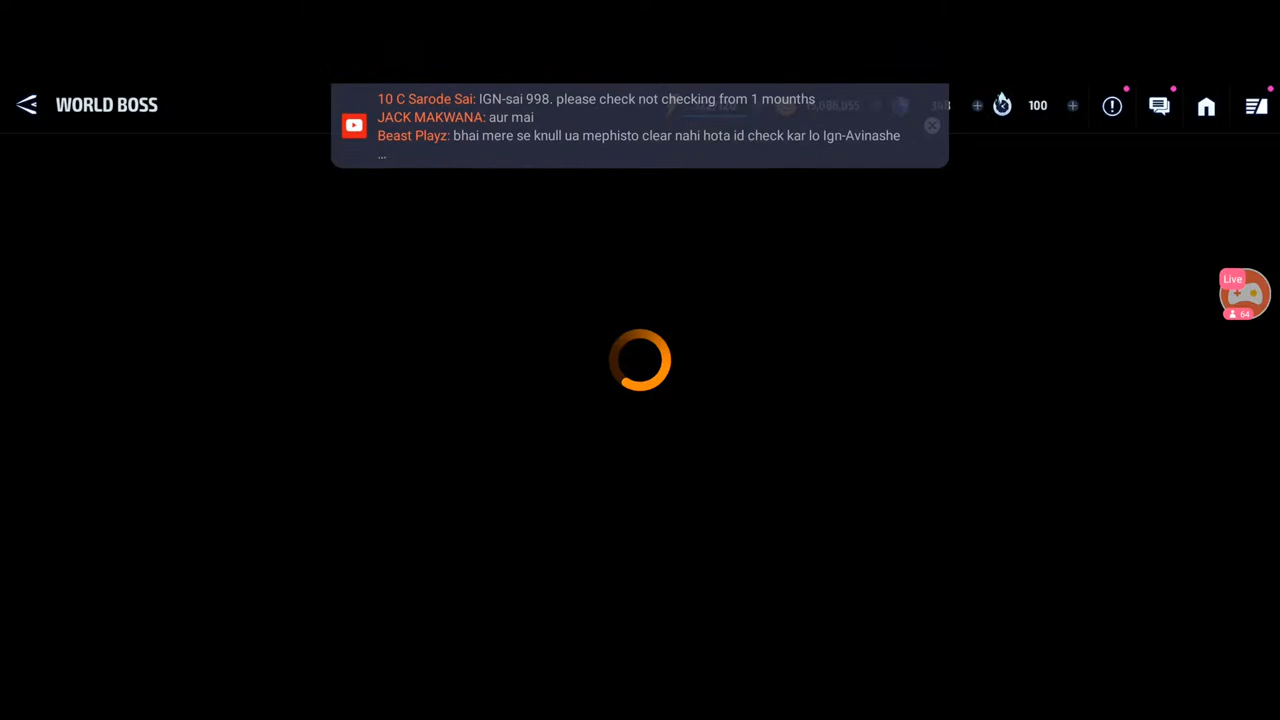 WORLD BOSS
10 C Sarode Sai: IGN-sai 998. please check not checking from 1 mounths
JACK MAKWANA: aur mai
Beast Playz: bhai mere se knull ua mephisto clear nahi hota id check kar lo Ign-Avinashe
...
100
Live
64